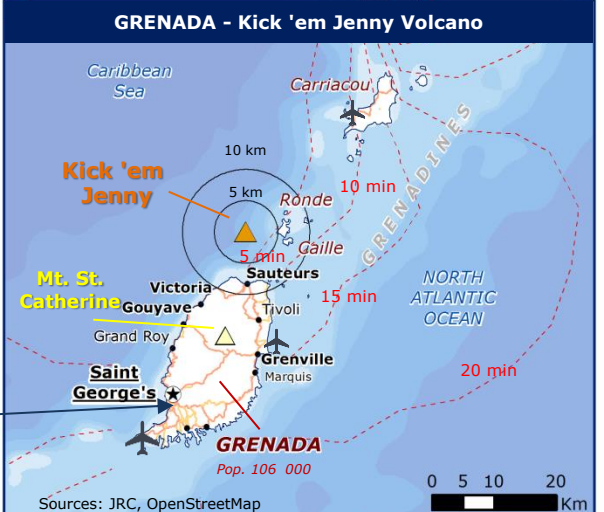 GRENADA - Kick 'em Jenny Volcano
Caribbean
Sea
Carriacou
10 km
Kick 'em
Jenny
5 km
Ronde
10 min
GRENADINES
5 min
Caille
Sauteurs
Mt. St.
Catherine
Victoria
15 min
NORTH
ATLANTIC
OCEAN
Gouyave
Tivoli
Grand Roy
Grenville
Marquis
20 min
Saint
George's
GRENADA
Pop. 106 000
0 5 10 20
Km
Sources: JRC, OpenStreetMap